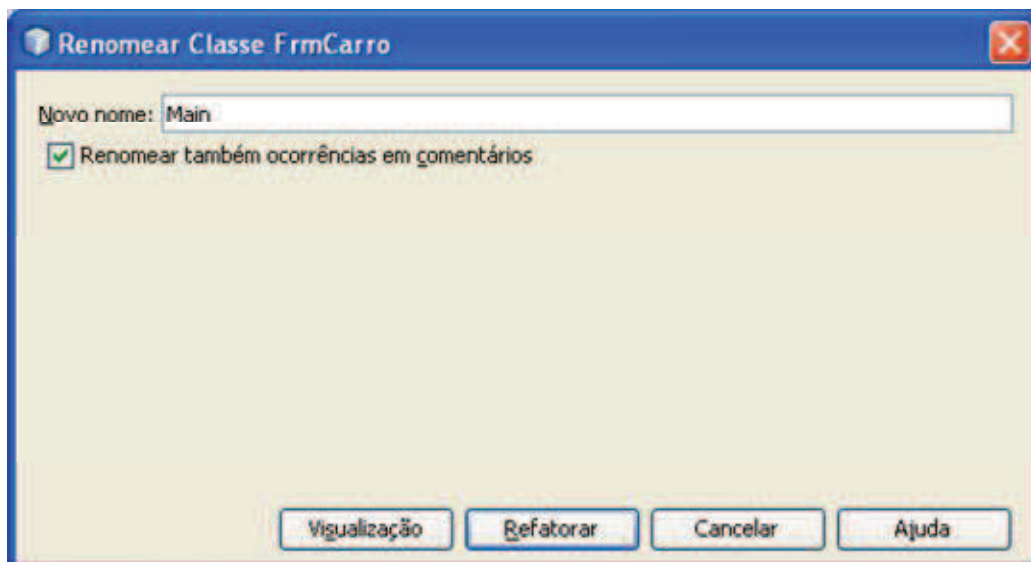 Renomear Classe FrmCarro
Novo nome: Main
Renomear também ocorrências em comentários
Visualização Refatorar Cancelar Ajuda